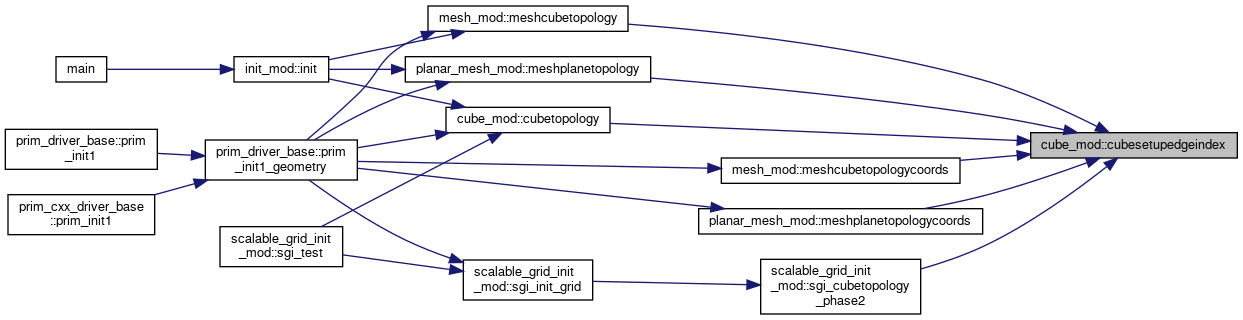 mesh_mod::meshcubetopology
main
init_mod::init
planar_mesh_mod::meshplanetopology
cube_mod::cubetopology
prim_driver_base::prim
_init1
prim_driver_base::prim
_init1_geometry
cube_mod::cubesetupedgeindex
mesh_mod::meshcubetopologycoords
prim_cxx_driver_base
::prim_init1
planar_mesh_mod::meshplanetopologycoords
scalable_grid_init
_mod::sgi_test
scalable_grid_init
_mod::sgi_init_grid
scalable_grid_init
_mod::sgi_cubetopology
_phase2